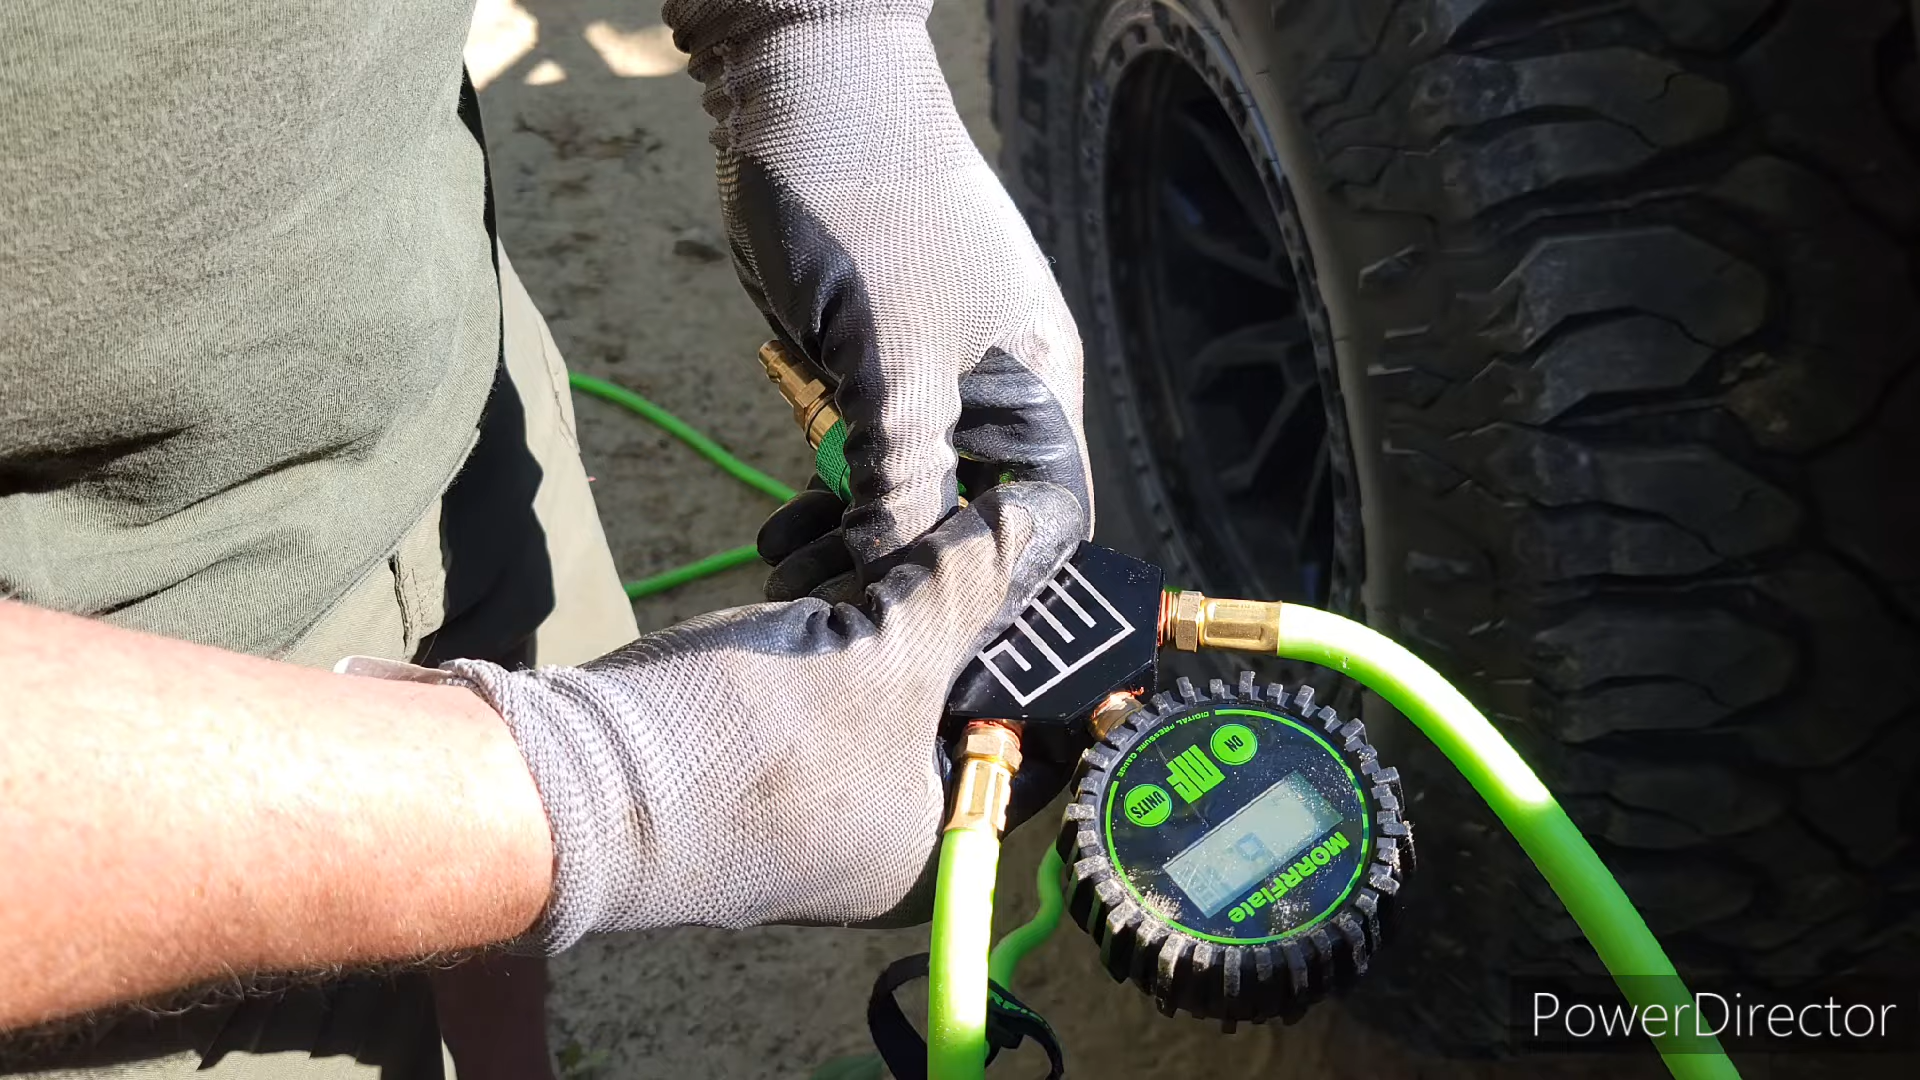 DIGITAL PRESSURE GAUGE
ON
UNITS
MORRFlate
PowerDirector